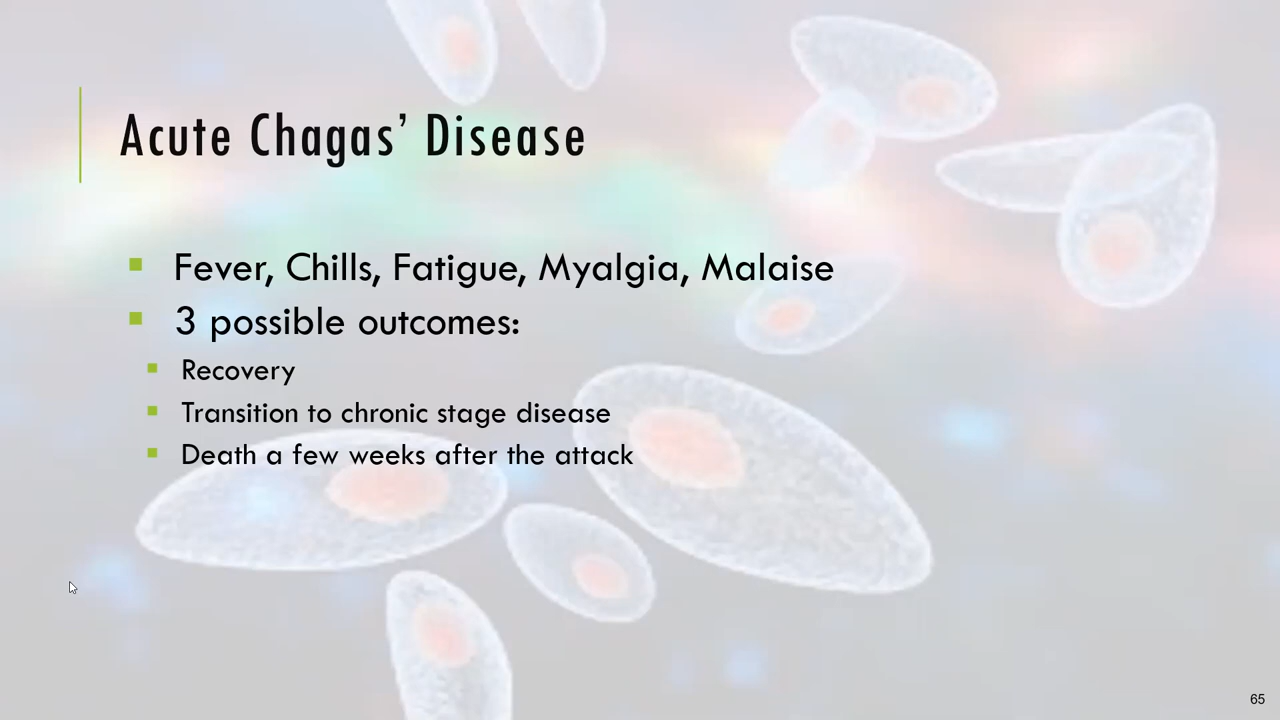 Acute Chagas’ Disease
Fever, Chills, Fatigue, Myalgia, Malaise
3 possible outcomes:
Recovery
Transition to chronic stage disease
Death a few weeks after the attack
65